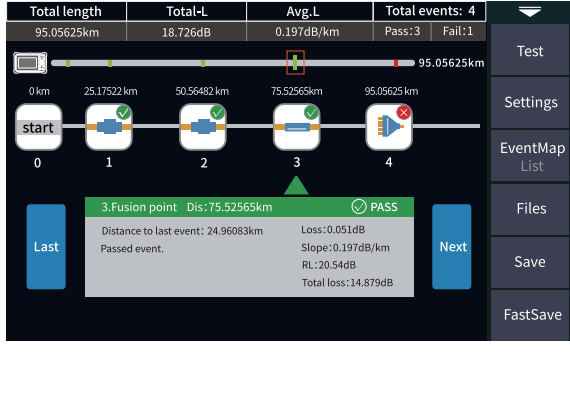 Total length Total-L Avg.L Total events: 4
95.05625km 18.726dB 0.197dB/km Pass:3 Fail:1
95.05625km
0km 25.17522 km 50.56482 km 75.52565km 95.05625 km
start
0 1 2 3 4
3.Fusion point Dis:75.52565km PASS
Distance to last event: 24.96083km Loss:0.051dB
Passed event. Slope:0.197dB/km
RL:20.54dB
Total loss:14.879dB
Last
Next
Test
Settings
EventMap
List
Files
Save
FastSave